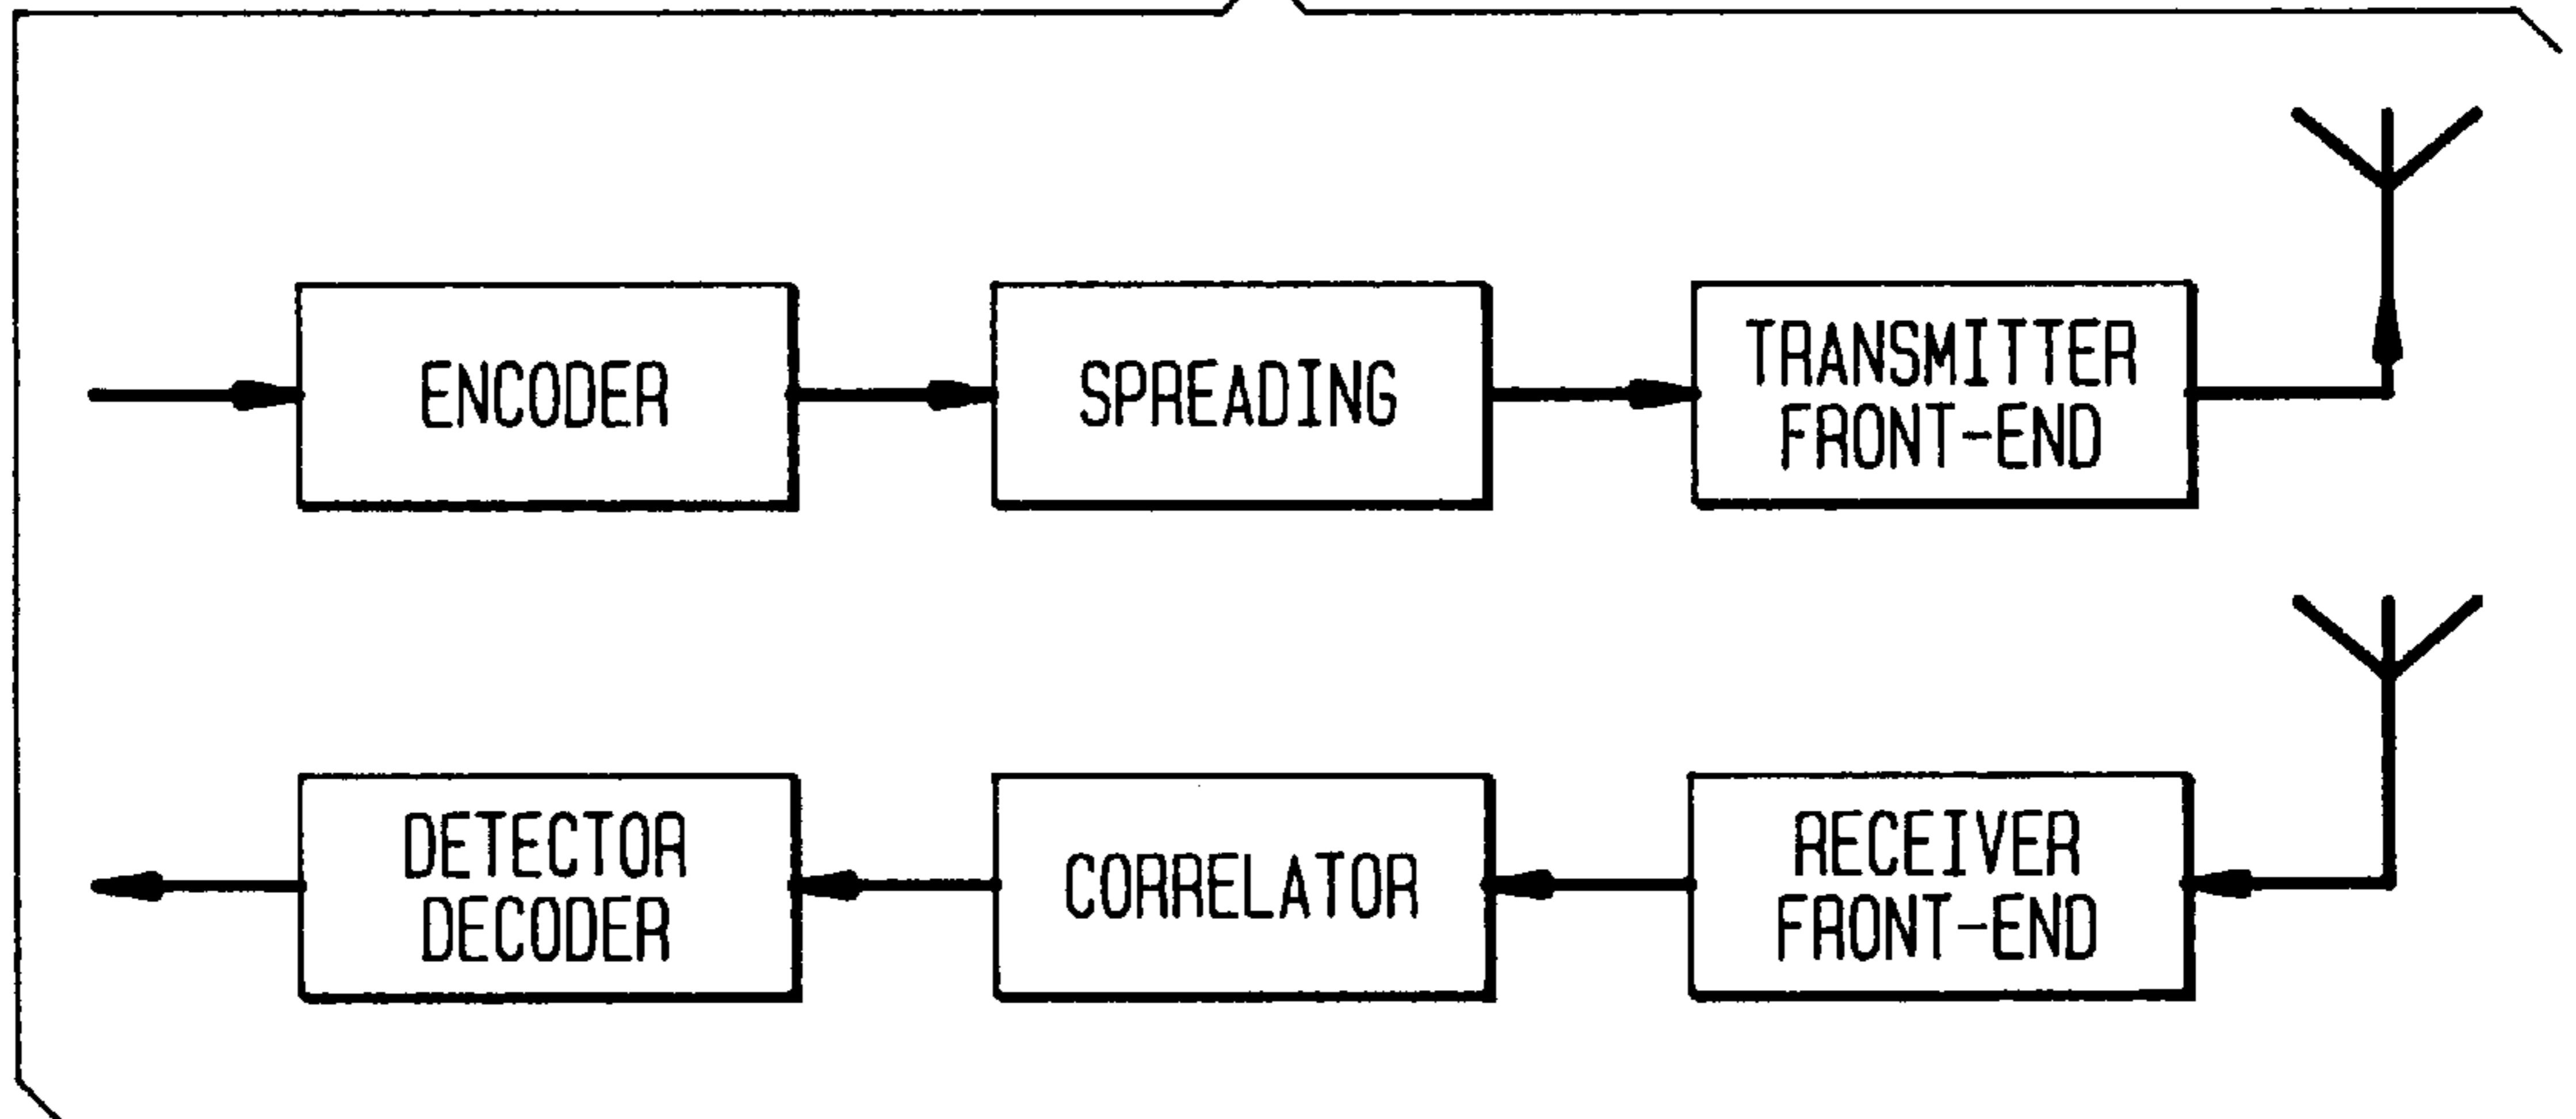 ENCODER
SPREADING
TRANSMITTER
FRONT-END
DETECTOR
DECODER
CORRELATOR
RECEIVER
FRONT-END